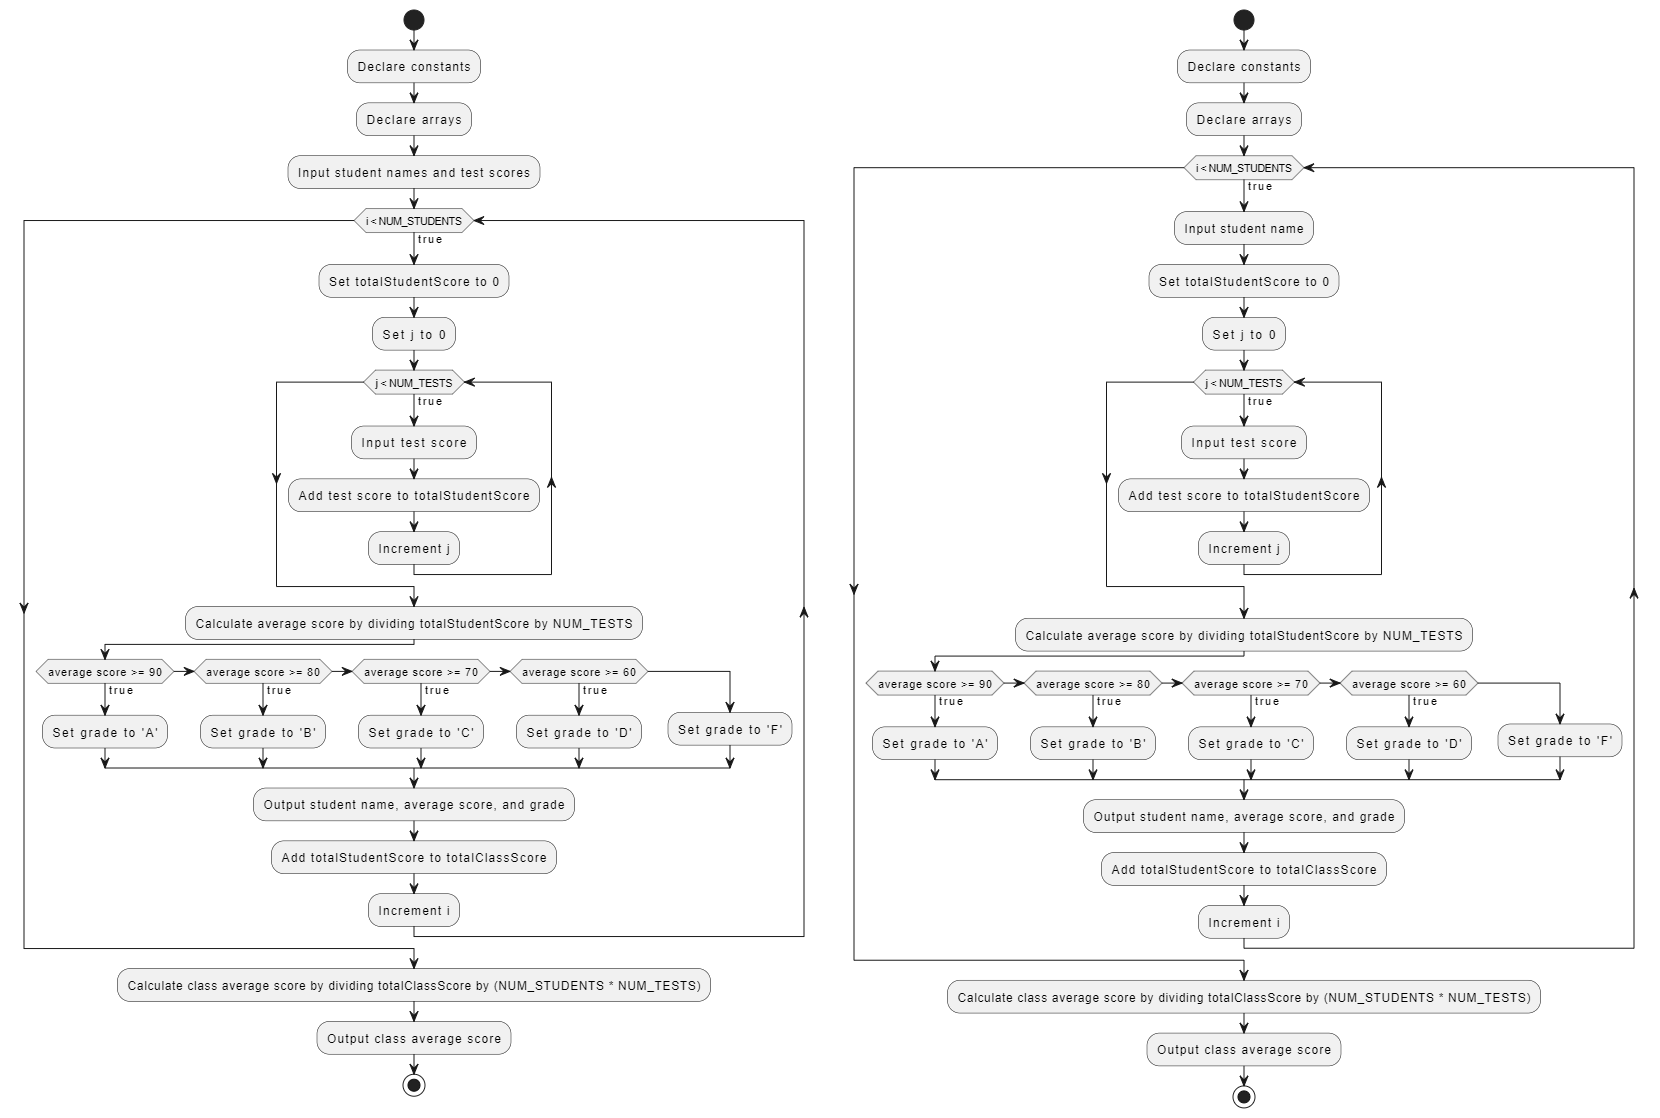 Declare constants
Declare arrays
Input student names and test scores
i < NUM_STUDENTS
true
Set totalStudentScore to 0
Set j to 0
j < NUM_TESTS
true
Input test score
Add test score to totalStudentScore
Increment j
Calculate average score by dividing totalStudentScore by NUM_TESTS
average score >= 90
average score >= 80
average score >= 70
average score >= 60
true
true
true
true
Set grade to 'A'
Set grade to 'B'
Set grade to 'C'
Set grade to 'D'
Set grade to 'F'
Output student name, average score, and grade
Add totalStudentScore to totalClassScore
Increment i
Calculate class average score by dividing totalClassScore by (NUM_STUDENTS * NUM_TESTS)
Output class average score
Declare constants
Declare arrays
i < NUM_STUDENTS
true
Input student name
Set totalStudentScore to 0
Set j to 0
j < NUM_TESTS
true
Input test score
Add test score to totalStudentScore
Increment j
Calculate average score by dividing totalStudentScore by NUM_TESTS
average score >= 90
average score >= 80
average score >= 70
average score >= 60
true
true
true
true
Set grade to 'A'
Set grade to 'B'
Set grade to 'C'
Set grade to 'D'
Set grade to 'F'
Output student name, average score, and grade
Add totalStudentScore to totalClassScore
Increment i
Calculate class average score by dividing totalClassScore by (NUM_STUDENTS * NUM_TESTS)
Output class average score